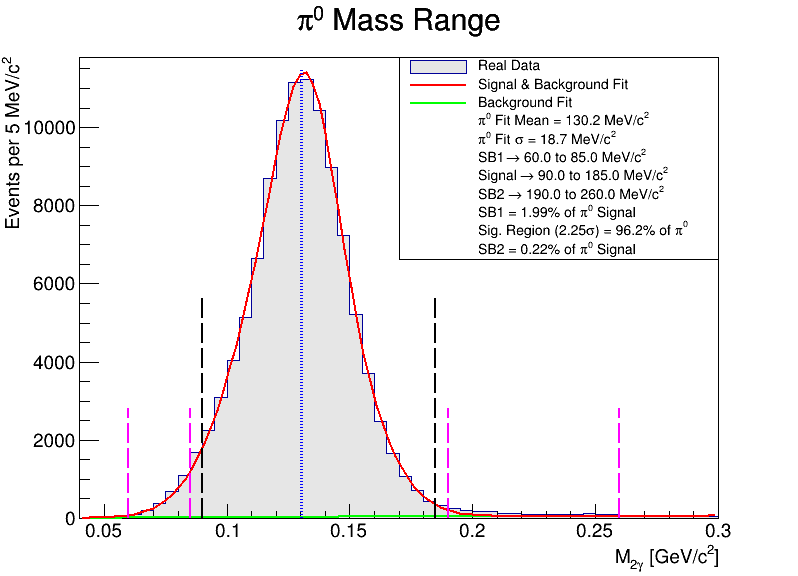 π⁰ Mass Range
Events per 5 MeV/c²
Real Data
Signal & Background Fit
Background Fit
π⁰ Fit Mean = 130.2 MeV/c²
π⁰ Fit σ = 18.7 MeV/c²
SB1 → 60.0 to 85.0 MeV/c²
Signal → 90.0 to 185.0 MeV/c²
SB2 → 190.0 to 260.0 MeV/c²
SB1 = 1.99% of π⁰ Signal
Sig. Region (2.25σ) = 96.2% of π⁰
SB2 = 0.22% of π⁰ Signal
10000
8000
6000
4000
2000
0
0.05 0.1 0.15 0.2 0.25 0.3
M₂ᵧ [GeV/c²]